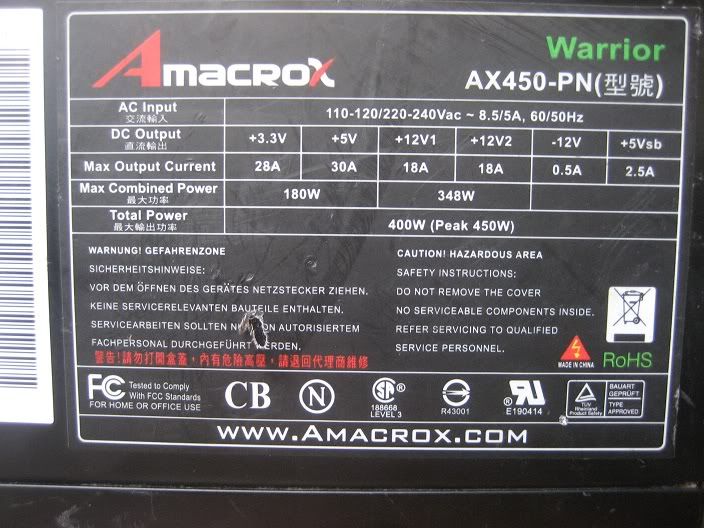 AMACROX
Warrior
AX450-PN(型號)
AC Input 110-120/220-240Vac ~ 8.5/5A, 60/50Hz
交流輸入
DC Output +3.3V +5V +12V1 +12V2 -12V +5Vsb
直流輸出
Max Output Current 28A 30A 18A 18A 0.5A 2.5A
Max Combined Power 180W 348W
最大功率
Total Power 400W (Peak 450W)
最大輸出功率
WARNUNG! GEFAHRENZONE
SICHERHEITSHINWEISE:
VOR DEM ÖFFNEN DES GERÄTES NETZSTECKER ZIEHEN.
KEINE SERVICERELEVANTEN BAUTEILE ENTHALTEN.
SERVICEARBEITEN SOLLTEN AUTORISIERTEM
FACHPERSONAL DURCHGEFÜHRT
警告!請勿打開盒蓋, 內有危險高壓, 請退回代理商維修
CAUTION! HAZARDOUS AREA
SAFETY INSTRUCTIONS:
DO NOT REMOVE THE COVER
NO SERVICEABLE COMPONENTS INSIDE.
REFER SERVICING TO QUALIFIED
SERVICE PERSONNEL.
MADE IN CHINA
RoHS
FC Tested to Comply
With FCC Standards
FOR HOME OR OFFICE USE
CB
N
SA
188668
LEVEL 3
R43001
RU
E190414
TÜV
Rheinland
Product Safety
BAUART
GEPRÜFT
TYPE
APPROVED
WWW.AMACROX.COM